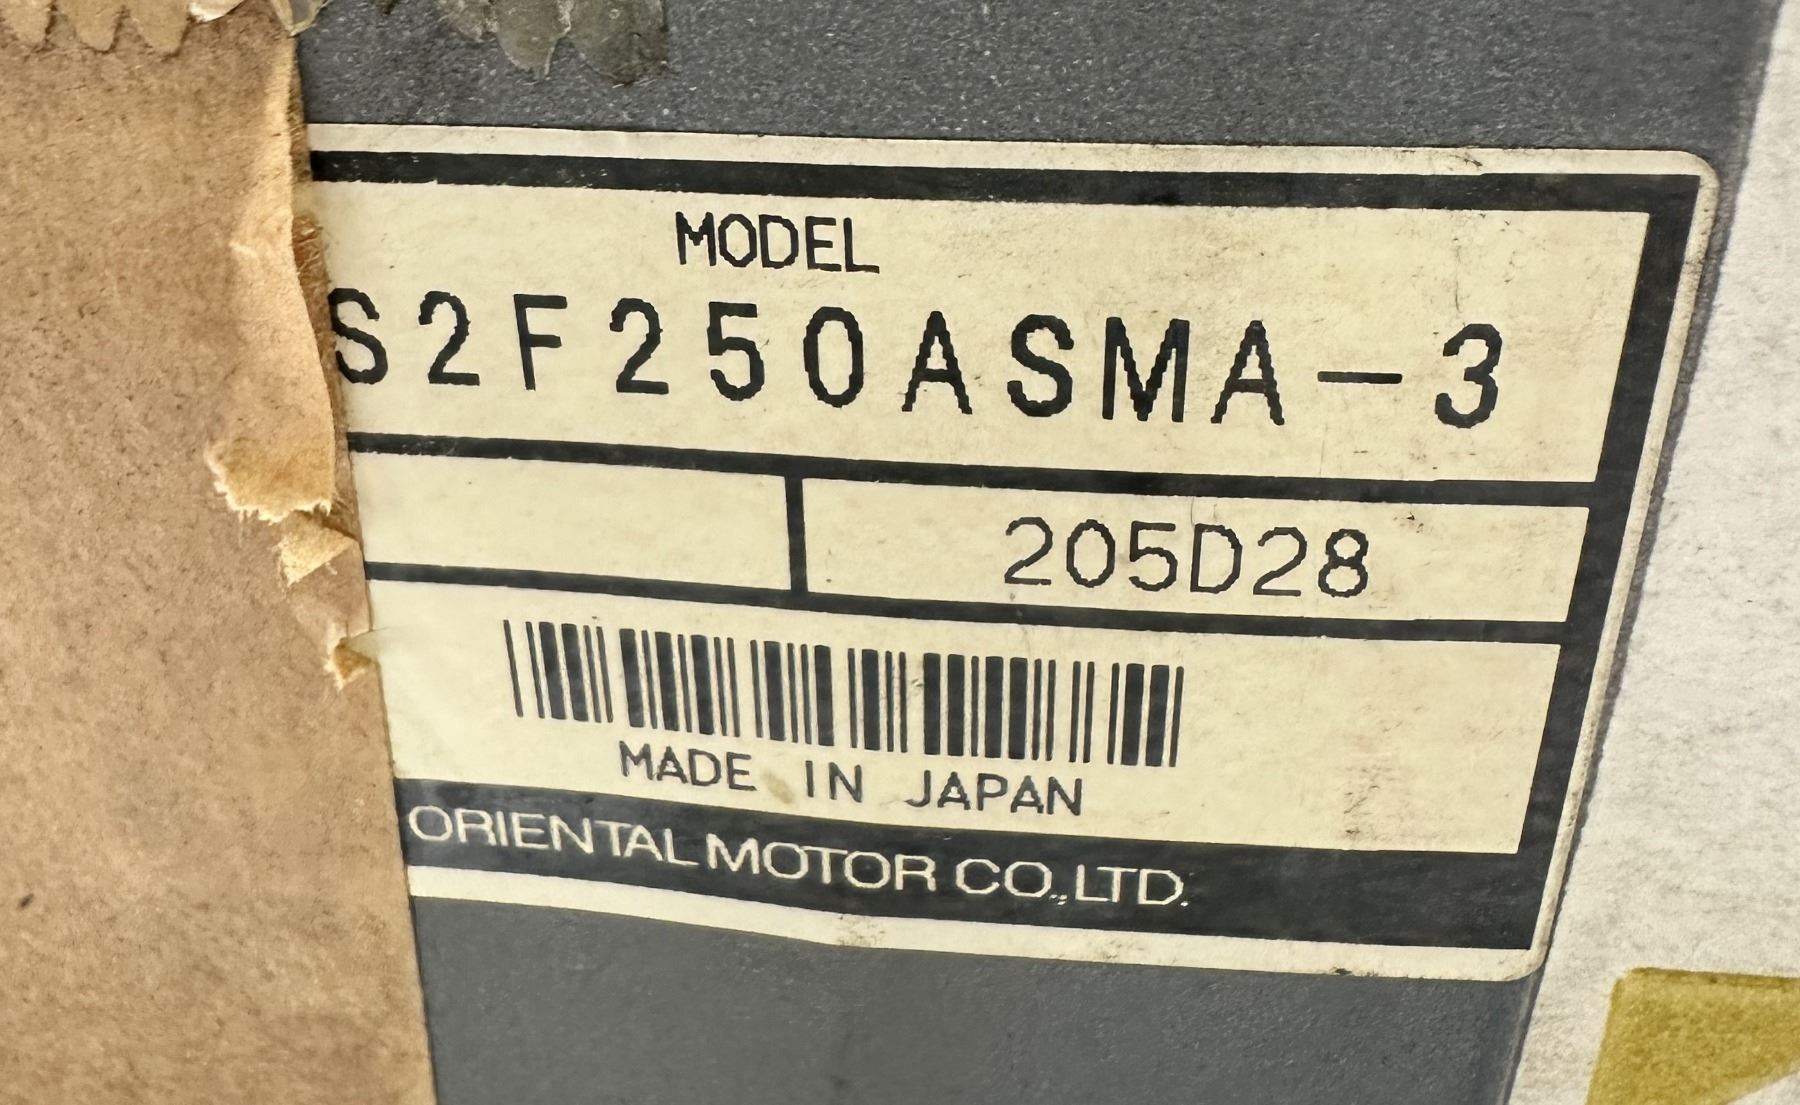 MODEL
S2F250ASMA-3
205D28
MADE IN JAPAN
ORIENTAL MOTOR CO.,LTD.